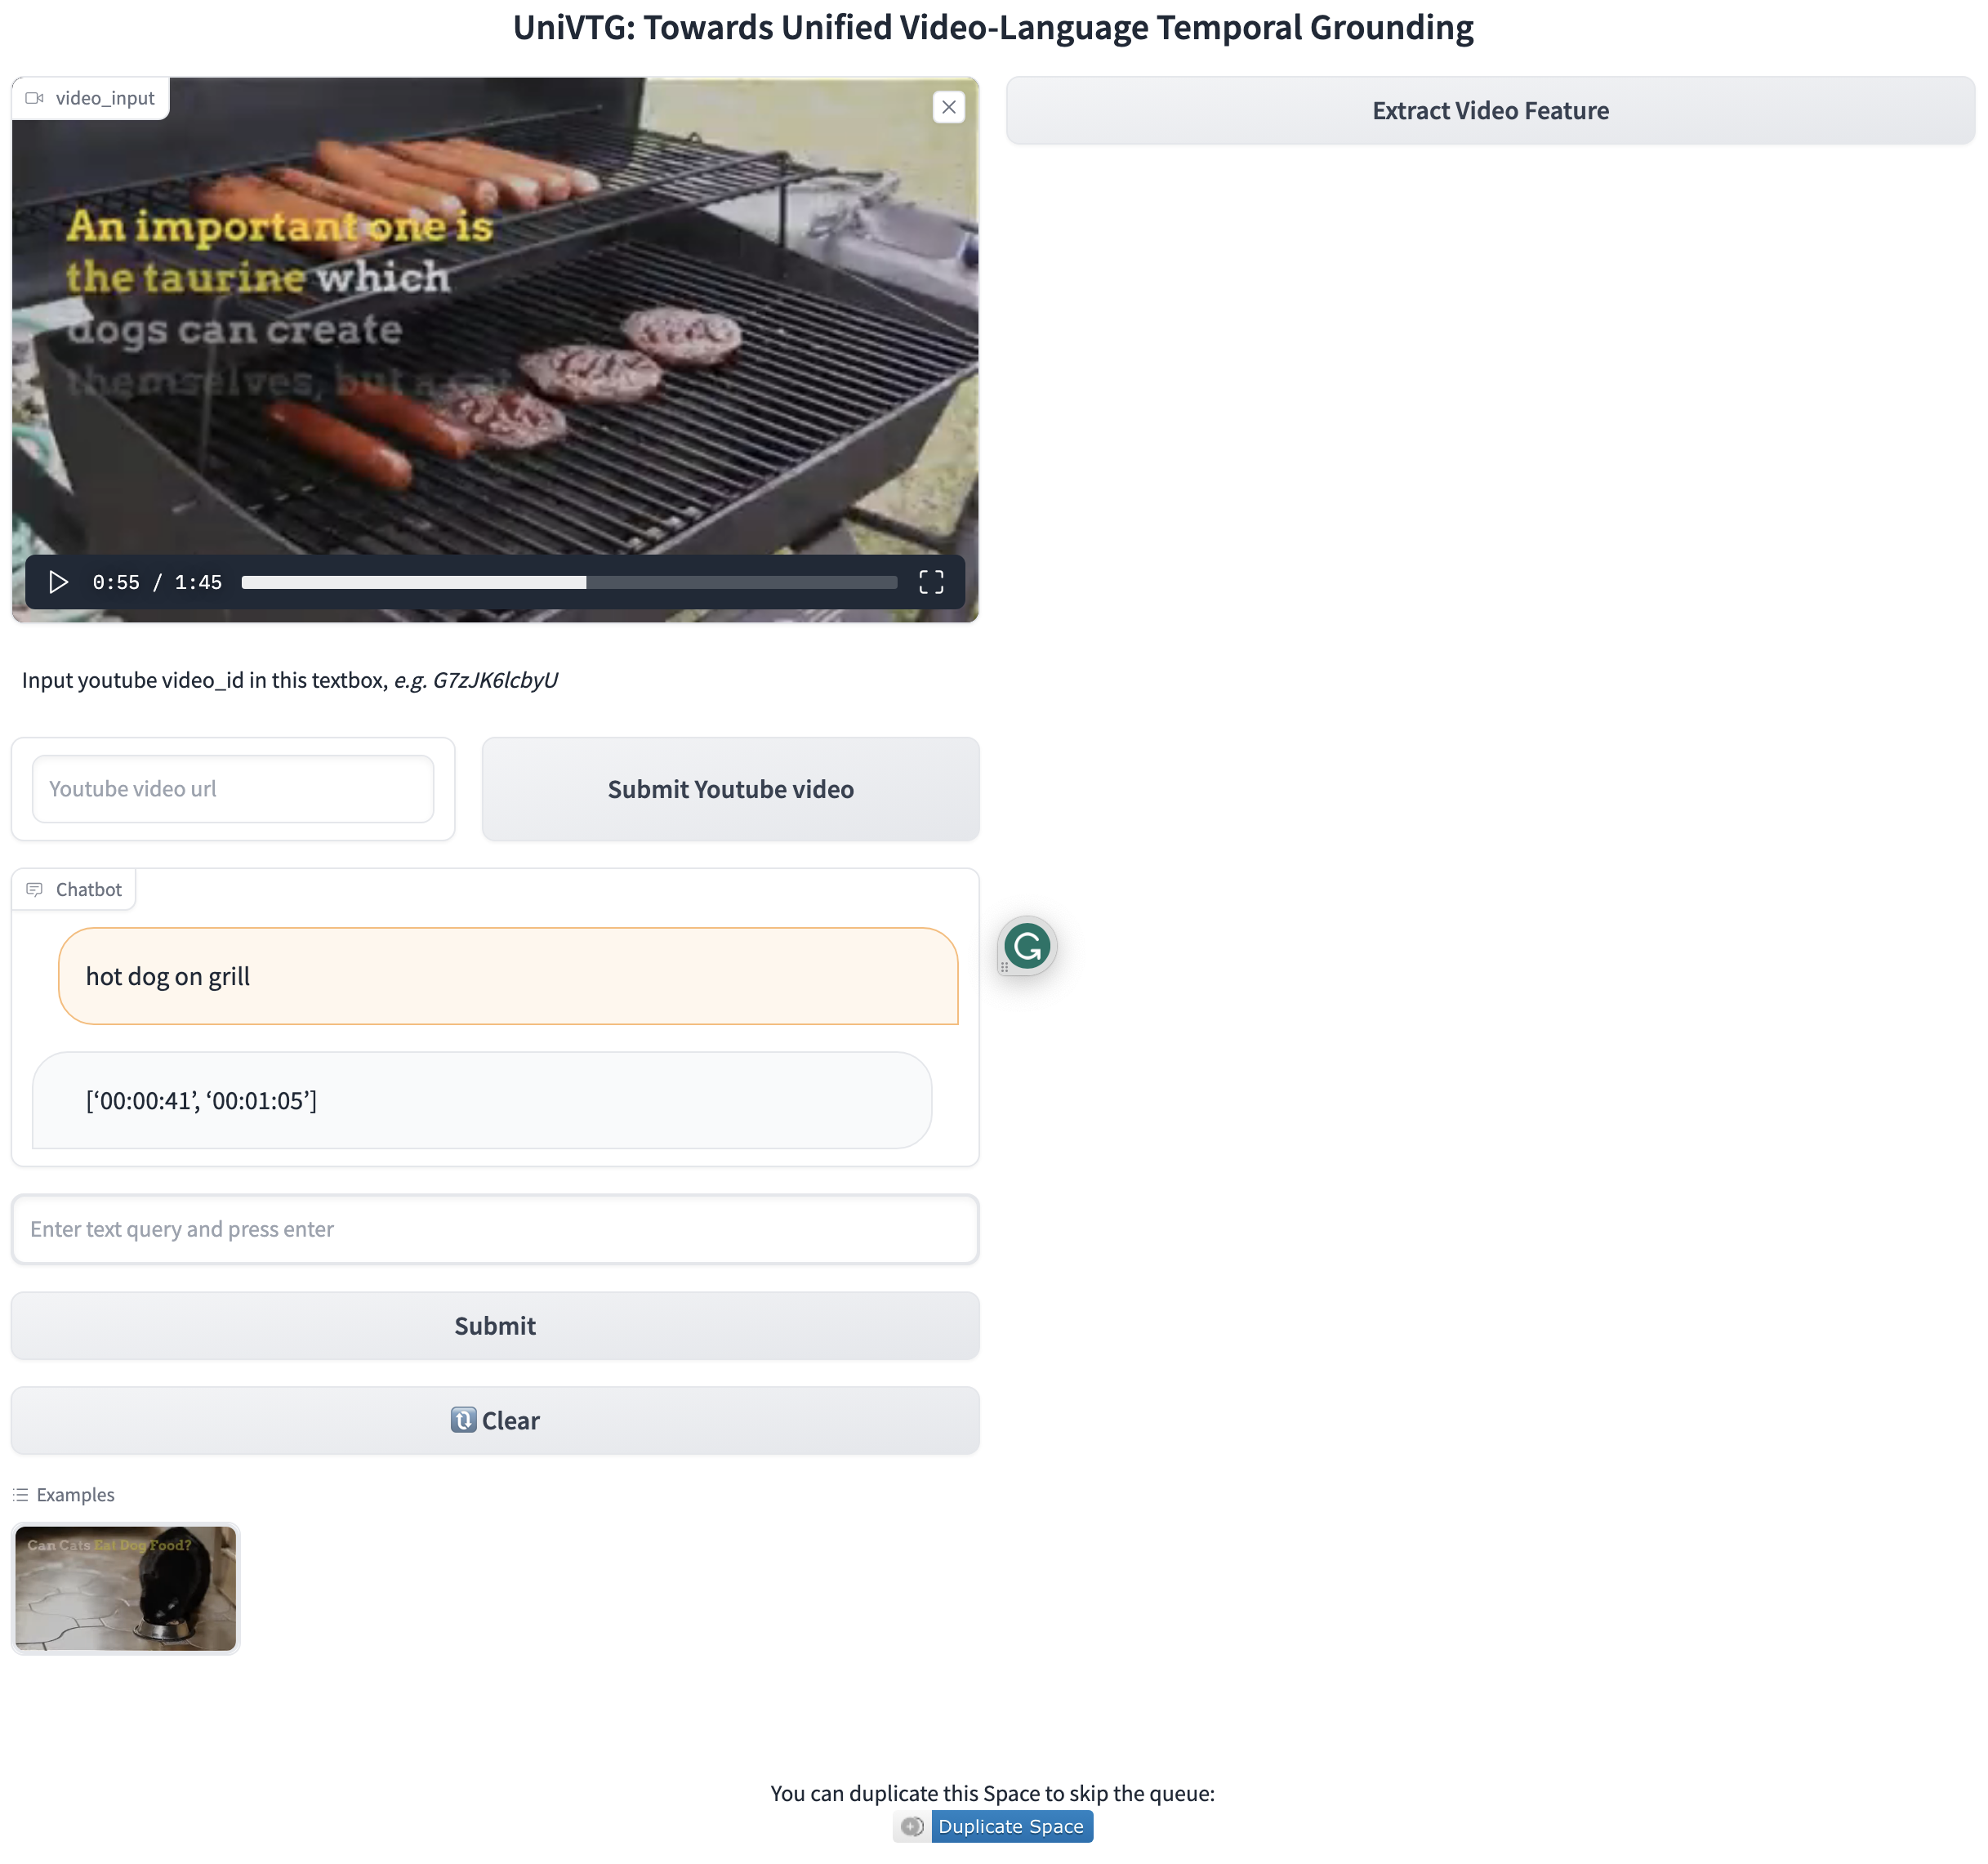 UniVTG: Towards Unified Video-Language Temporal Grounding
video_input
An important one is
the taurine which
dogs can create
themselves, but a cat
0:55 / 1:45
Extract Video Feature
Input youtube video_id in this textbox, e.g. G7zJK6lcbyU
Youtube video url
Submit Youtube video
Chatbot
hot dog on grill
[‘00:00:41’, ‘00:01:05’]
Enter text query and press enter
Submit
Clear
Examples
Can Cats Eat Dog Food?
You can duplicate this Space to skip the queue:
Duplicate Space